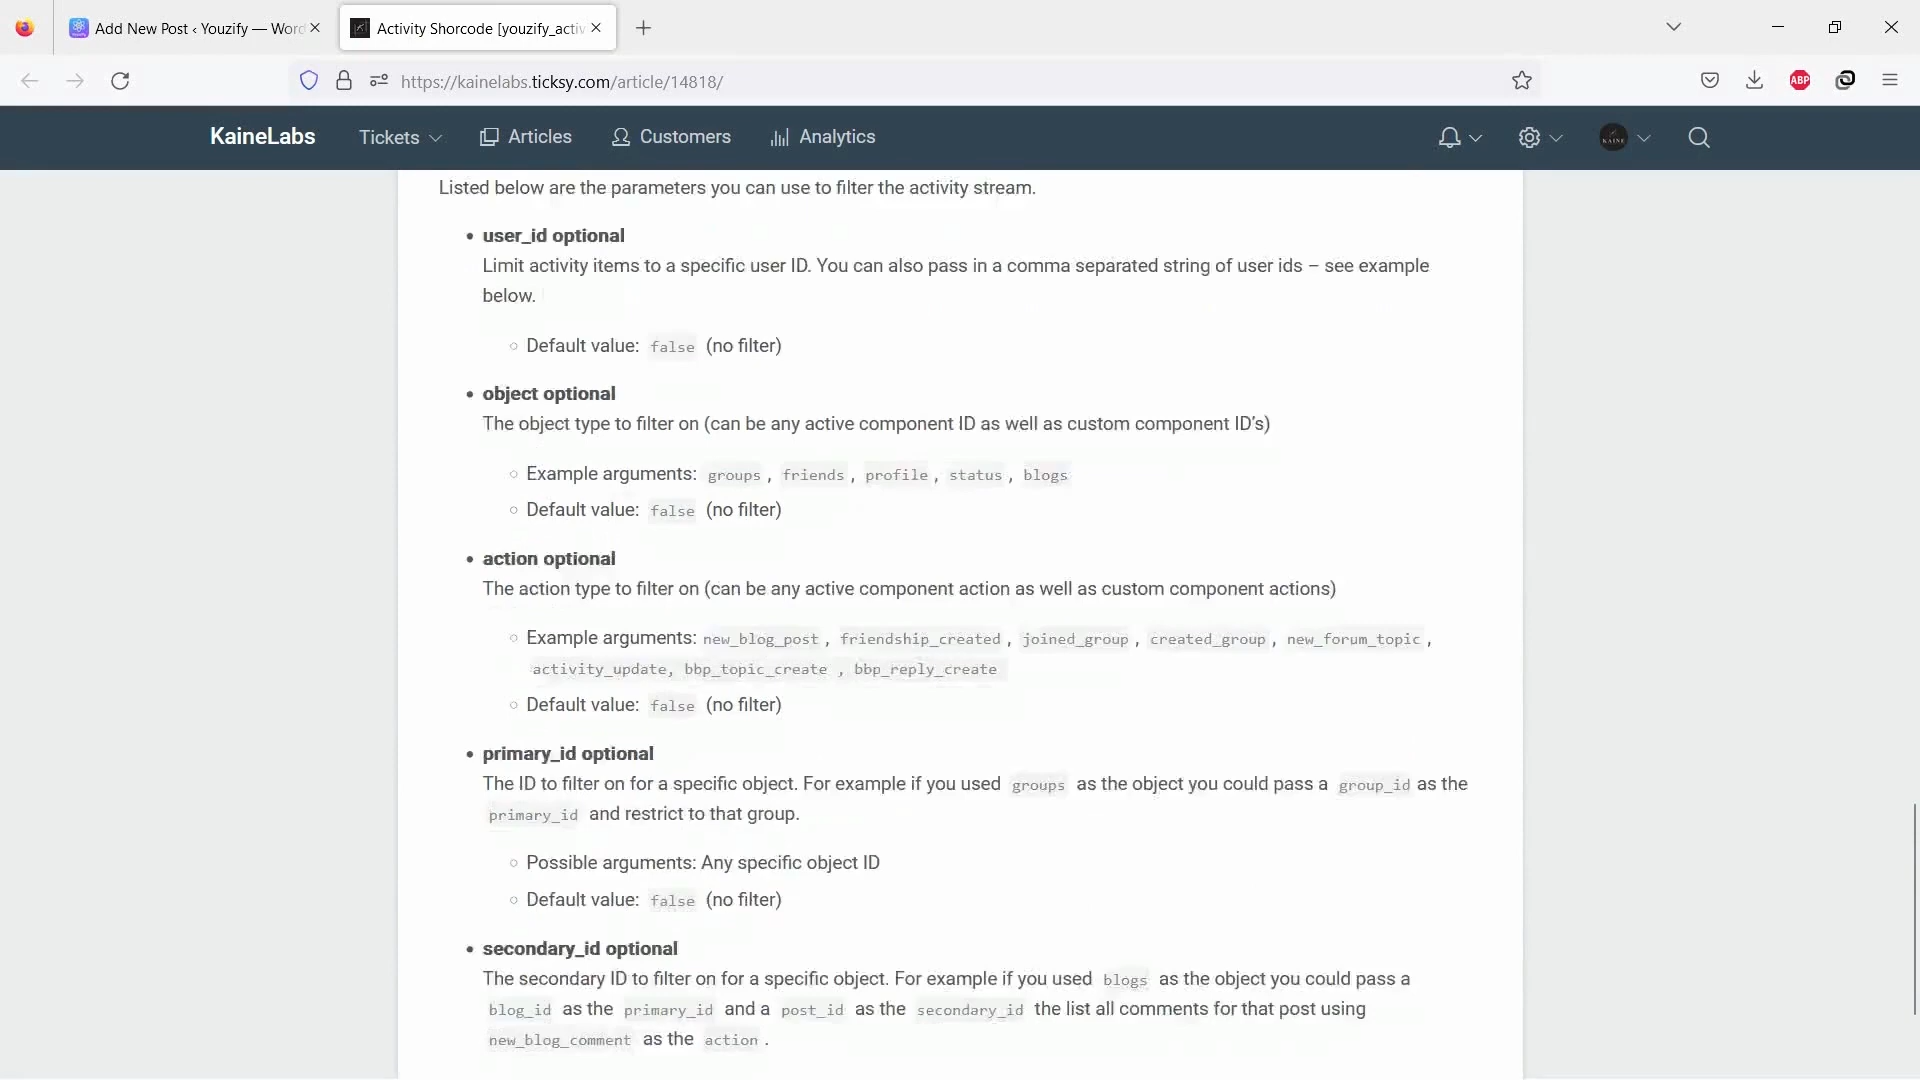 Add New Post ‹ Youzify — Word
Activity Shorcode [youzify_activ
https://kainelabs.ticksy.com/article/14818/
ABP
KaineLabs Tickets Articles Customers Analytics
KAINE
Listed below are the parameters you can use to filter the activity stream.
• user_id optional
Limit activity items to a specific user ID. You can also pass in a comma separated string of user ids – see example
below.
○ Default value: false (no filter)
• object optional
The object type to filter on (can be any active component ID as well as custom component ID’s)
○ Example arguments: groups , friends , profile , status , blogs
○ Default value: false (no filter)
• action optional
The action type to filter on (can be any active component action as well as custom component actions)
○ Example arguments: new_blog_post , friendship_created , joined_group , created_group , new_forum_topic ,
activity_update, bbp_topic_create , bbp_reply_create
○ Default value: false (no filter)
• primary_id optional
The ID to filter on for a specific object. For example if you used groups as the object you could pass a group_id as the
primary_id and restrict to that group.
○ Possible arguments: Any specific object ID
○ Default value: false (no filter)
• secondary_id optional
The secondary ID to filter on for a specific object. For example if you used blogs as the object you could pass a
blog_id as the primary_id and a post_id as the secondary_id the list all comments for that post using
new_blog_comment as the action .